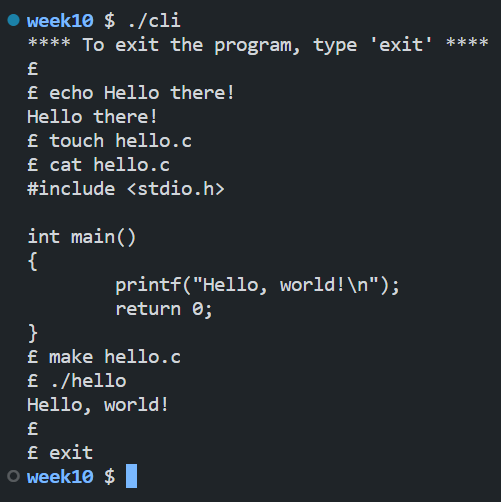 week10 $ ./cli
**** To exit the program, type 'exit' ****
£
£ echo Hello there!
Hello there!
£ touch hello.c
£ cat hello.c
#include <stdio.h>

int main()
{
        printf("Hello, world!\n");
        return 0;
}
£ make hello.c
£ ./hello
Hello, world!
£
£ exit
week10 $